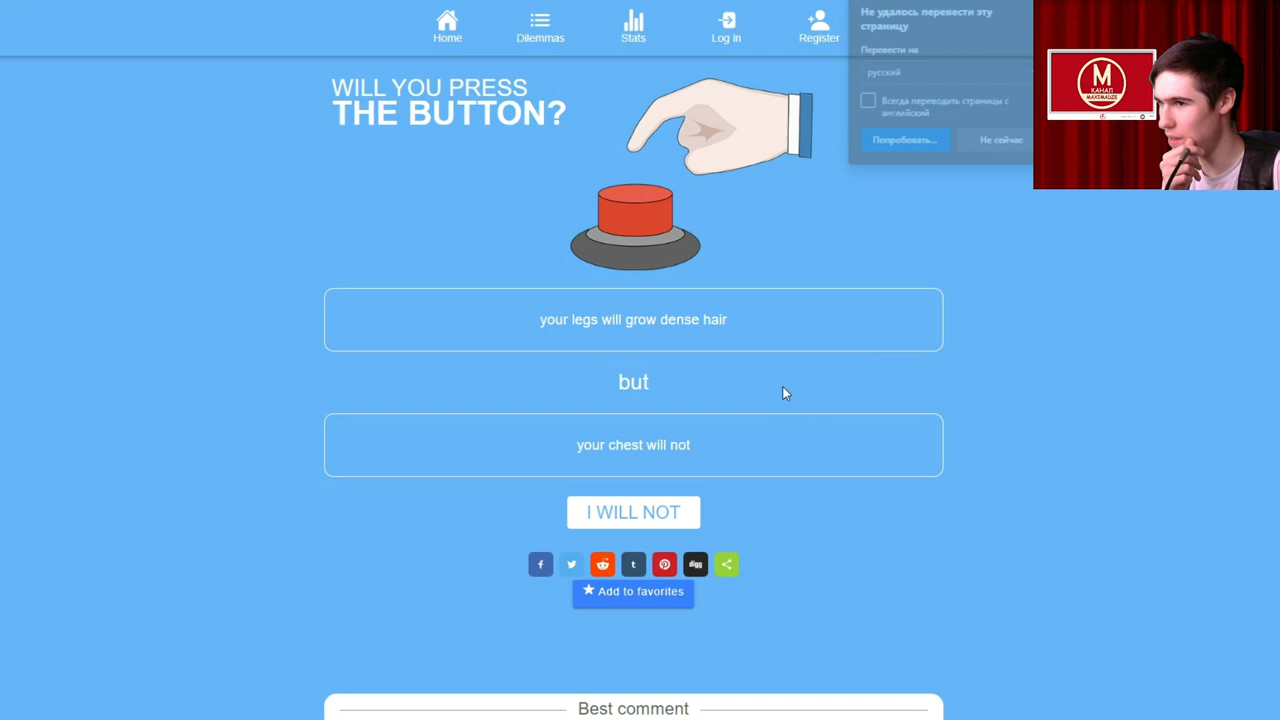 Home
Dilemmas
Stats
Log in
Register
Не удалось перевести эту
страницу
Перевести на
русский
Всегда переводить страницы с
английский
Попробовать...
Не сейчас
M
КАНАЛ
MAXIMADZE
WILL YOU PRESS
THE BUTTON?
your legs will grow dense hair
but
your chest will not
I WILL NOT
f
t
digg
Add to favorites
Best comment